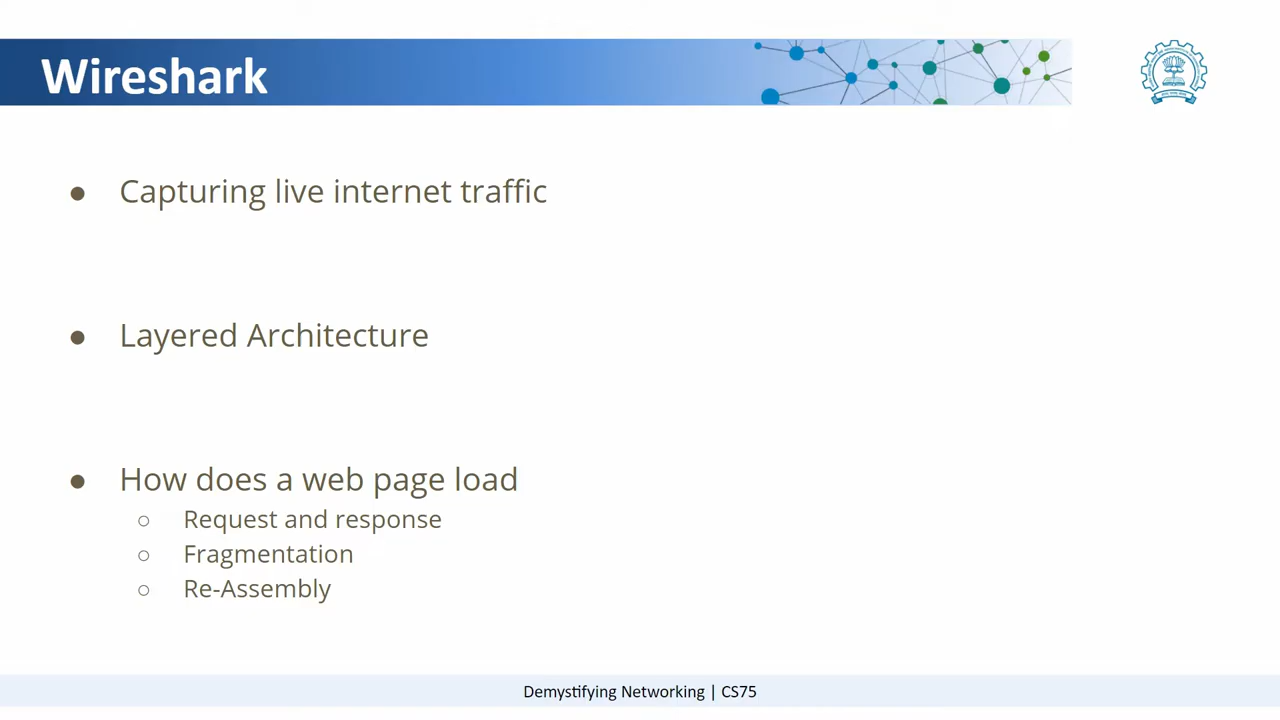 Wireshark
● Capturing live internet traffic
● Layered Architecture
● How does a web page load
○ Request and response
○ Fragmentation
○ Re-Assembly
Demystifying Networking | CS75